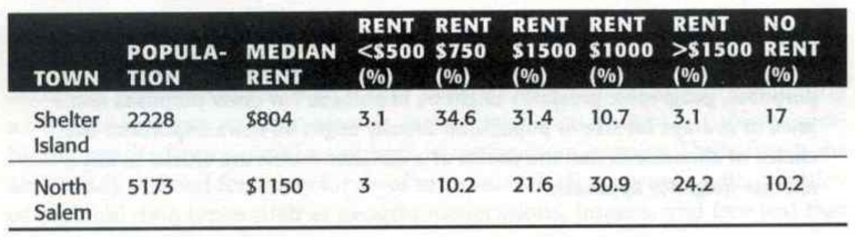 RENT RENT RENT RENT RENT NO
POPULA- MEDIAN <$500 $750 $1500 $1000 >$1500 RENT
TOWN TION RENT (%) (%) (%) (%) (%) (%)
Shelter 2228 $804 3.1 34.6 31.4 10.7 3.1 17
Island
North 5173 $1150 3 10.2 21.6 30.9 24.2 10.2
Salem